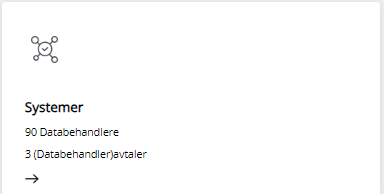 Systemer
90 Databehandlere
3 (Databehandler)avtaler